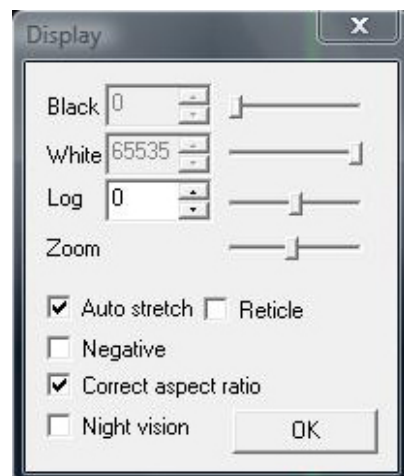 Display
Black 0
White 65535
Log 0
Zoom
Auto stretch Reticle
Negative
Correct aspect ratio
Night vision OK